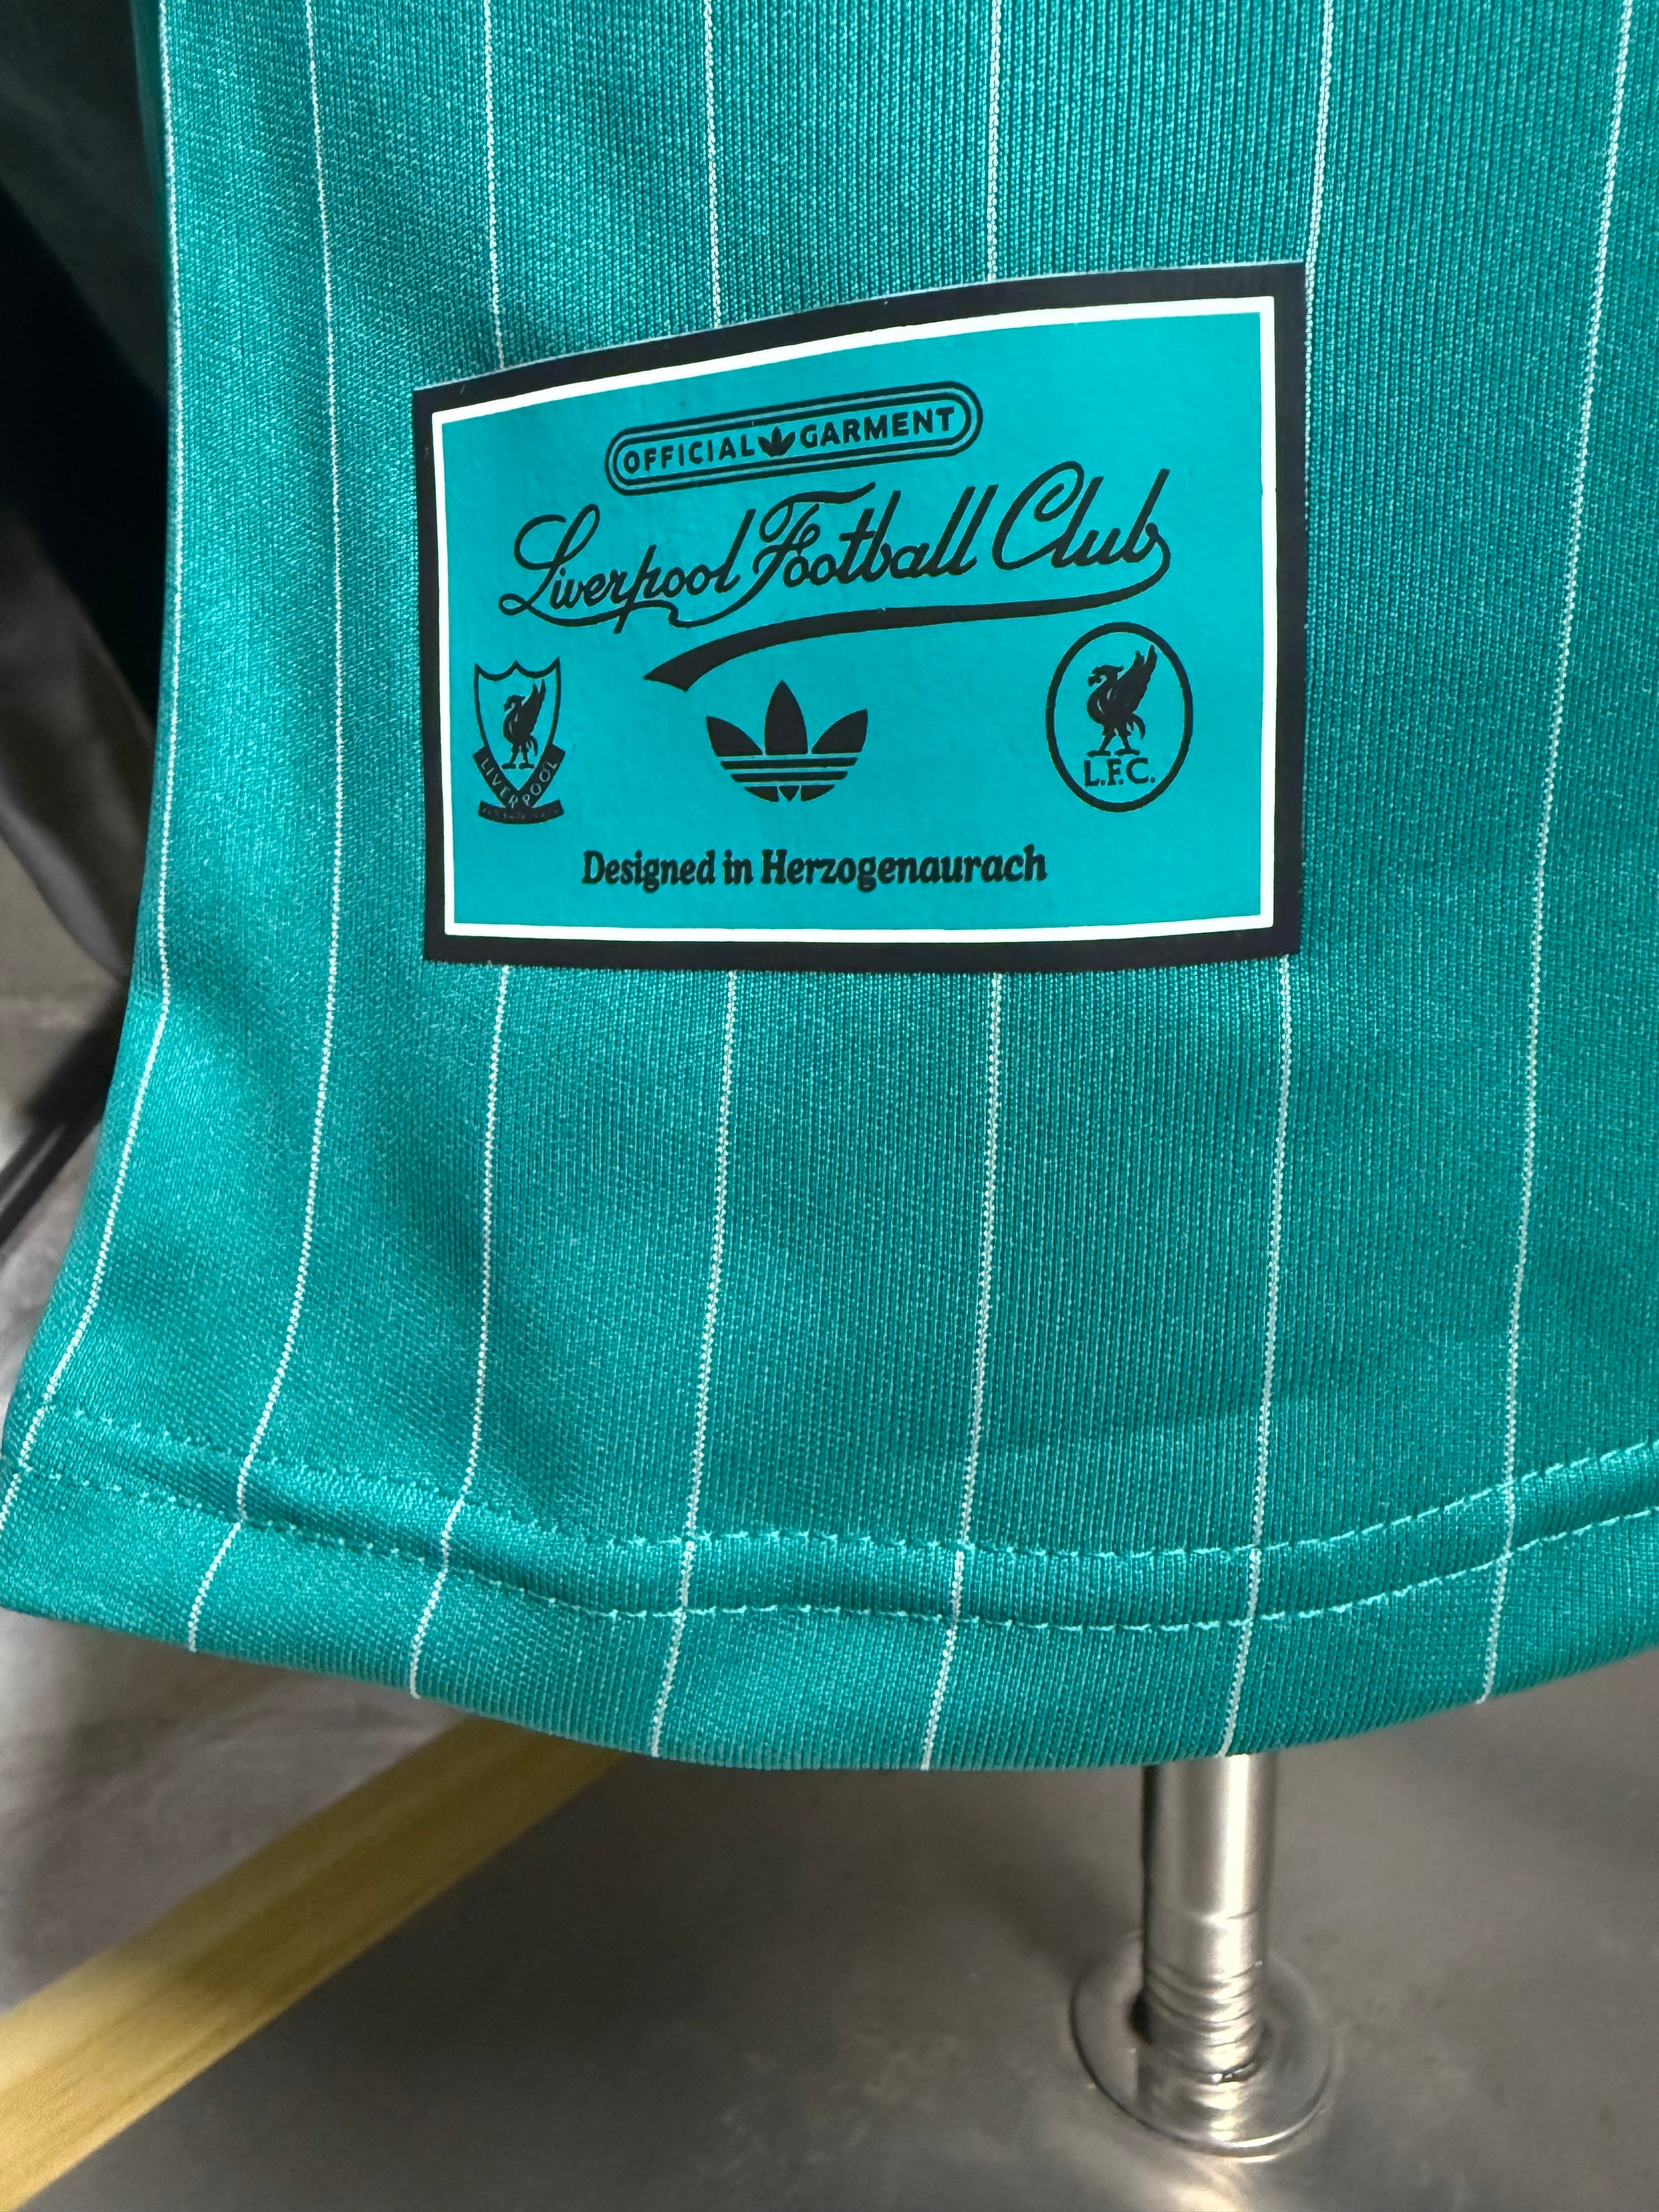 OFFICIAL GARMENT
Liverpool Football Club
LIVERPOOL
L.F.C.
Designed in Herzogenaurach